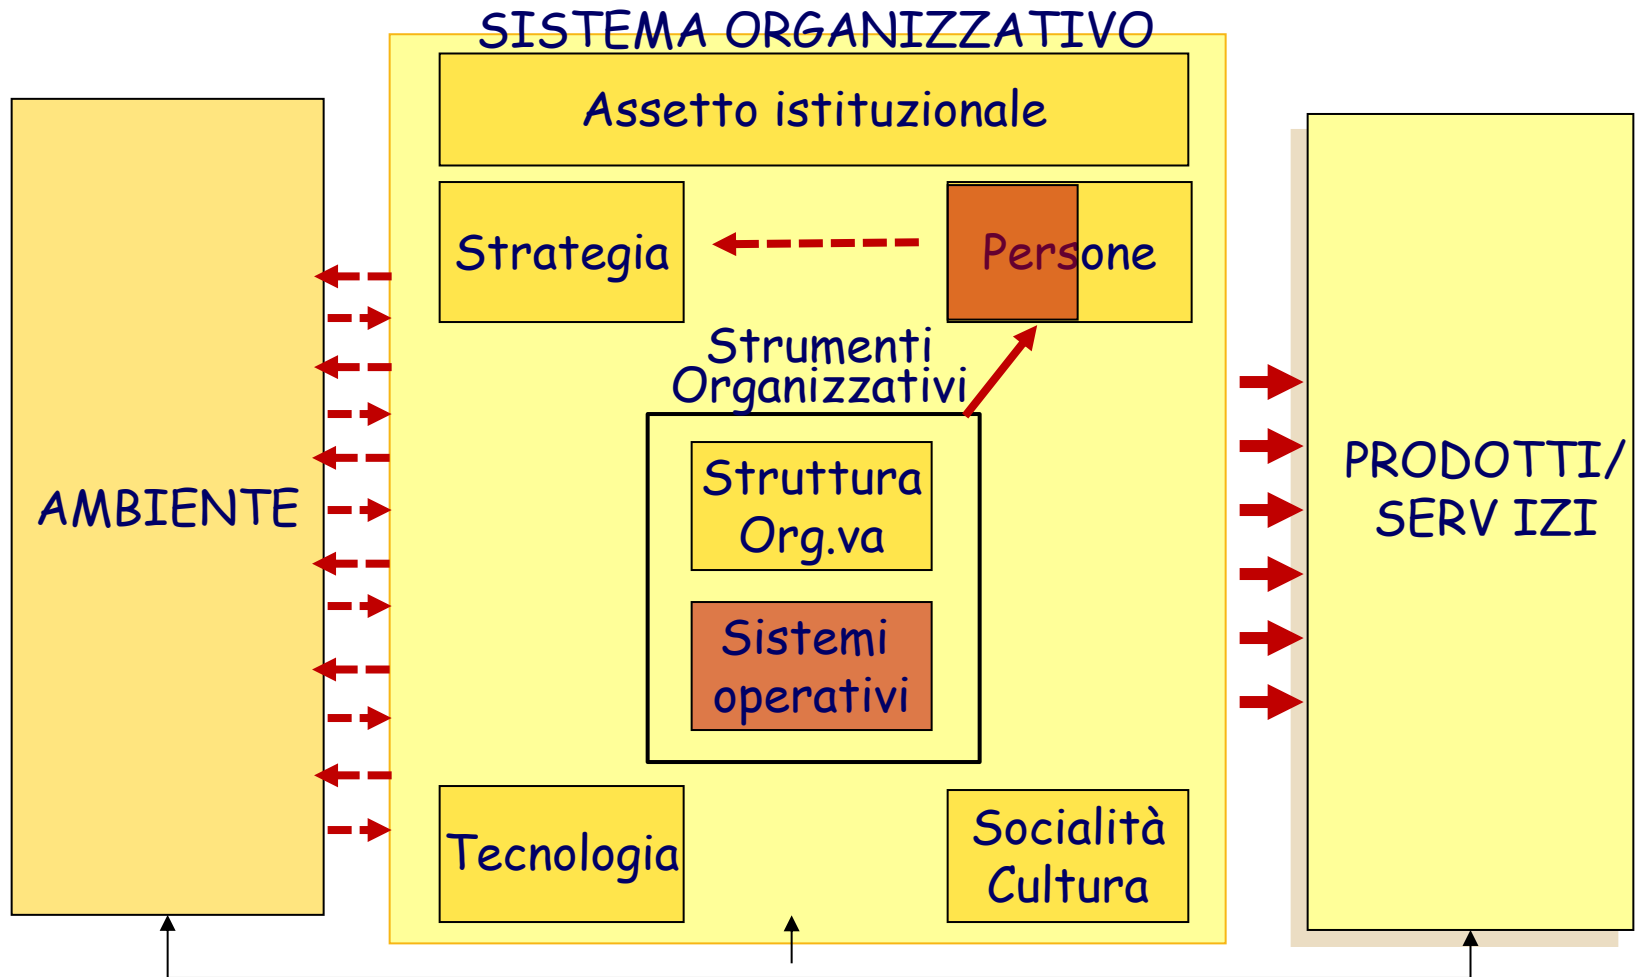 SISTEMA ORGANIZZATIVO
Assetto istituzionale
Strategia
Persone
Strumenti
Organizzativi
Struttura
Org.va
Sistemi
operativi
Tecnologia
Socialità
Cultura
AMBIENTE
PRODOTTI/
SERV IZI